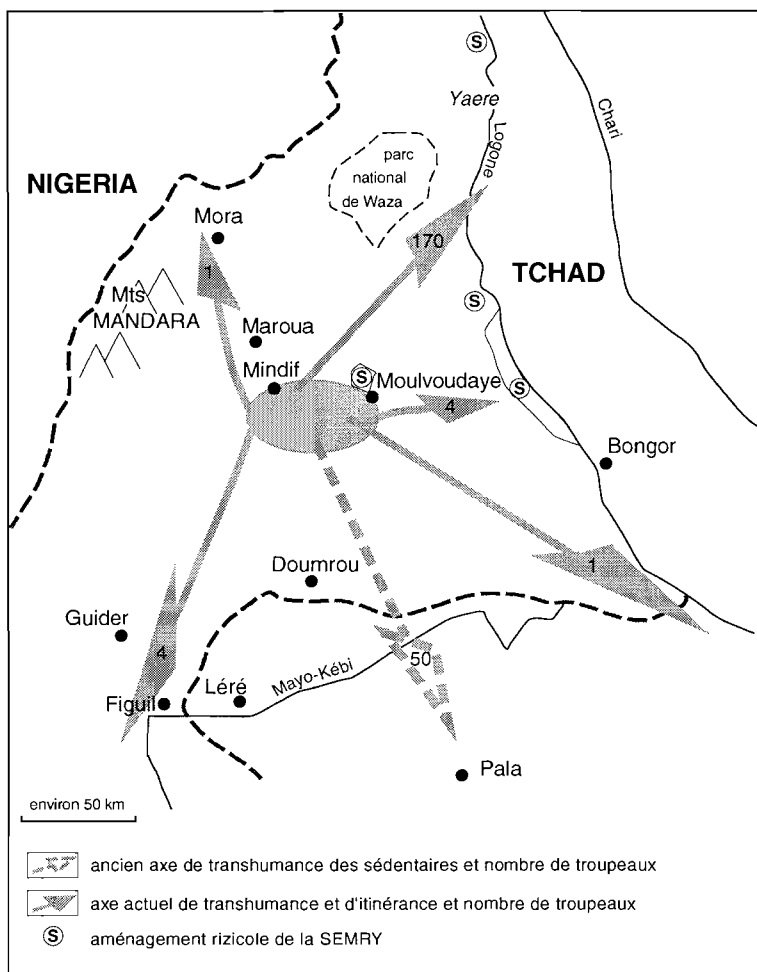 S
Yaere
Logone
Chari
parc
national
de Waza
NIGERIA
Mora
170
TCHAD
1
Mts
MANDARA
S
Maroua
Mindif
S
Moulvoudaye
S
4
Bongor
Doumrou
1
Guider
4
50
Mayo-Kébi
Léré
Figuil
Pala
environ 50 km
ancien axe de transhumance des sédentaires et nombre de troupeaux
axe actuel de transhumance et d'itinérance et nombre de troupeaux
S aménagement rizicole de la SEMRY